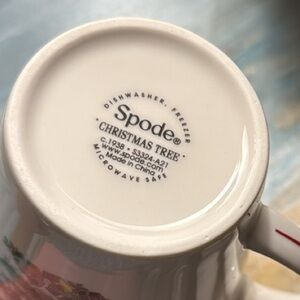 DISHWASHER, FREEZER
Spode®
·CHRISTMAS TREE·
c.1938 · S3324-A21
www.spode.com
Made in China
MICROWAVE SAFE